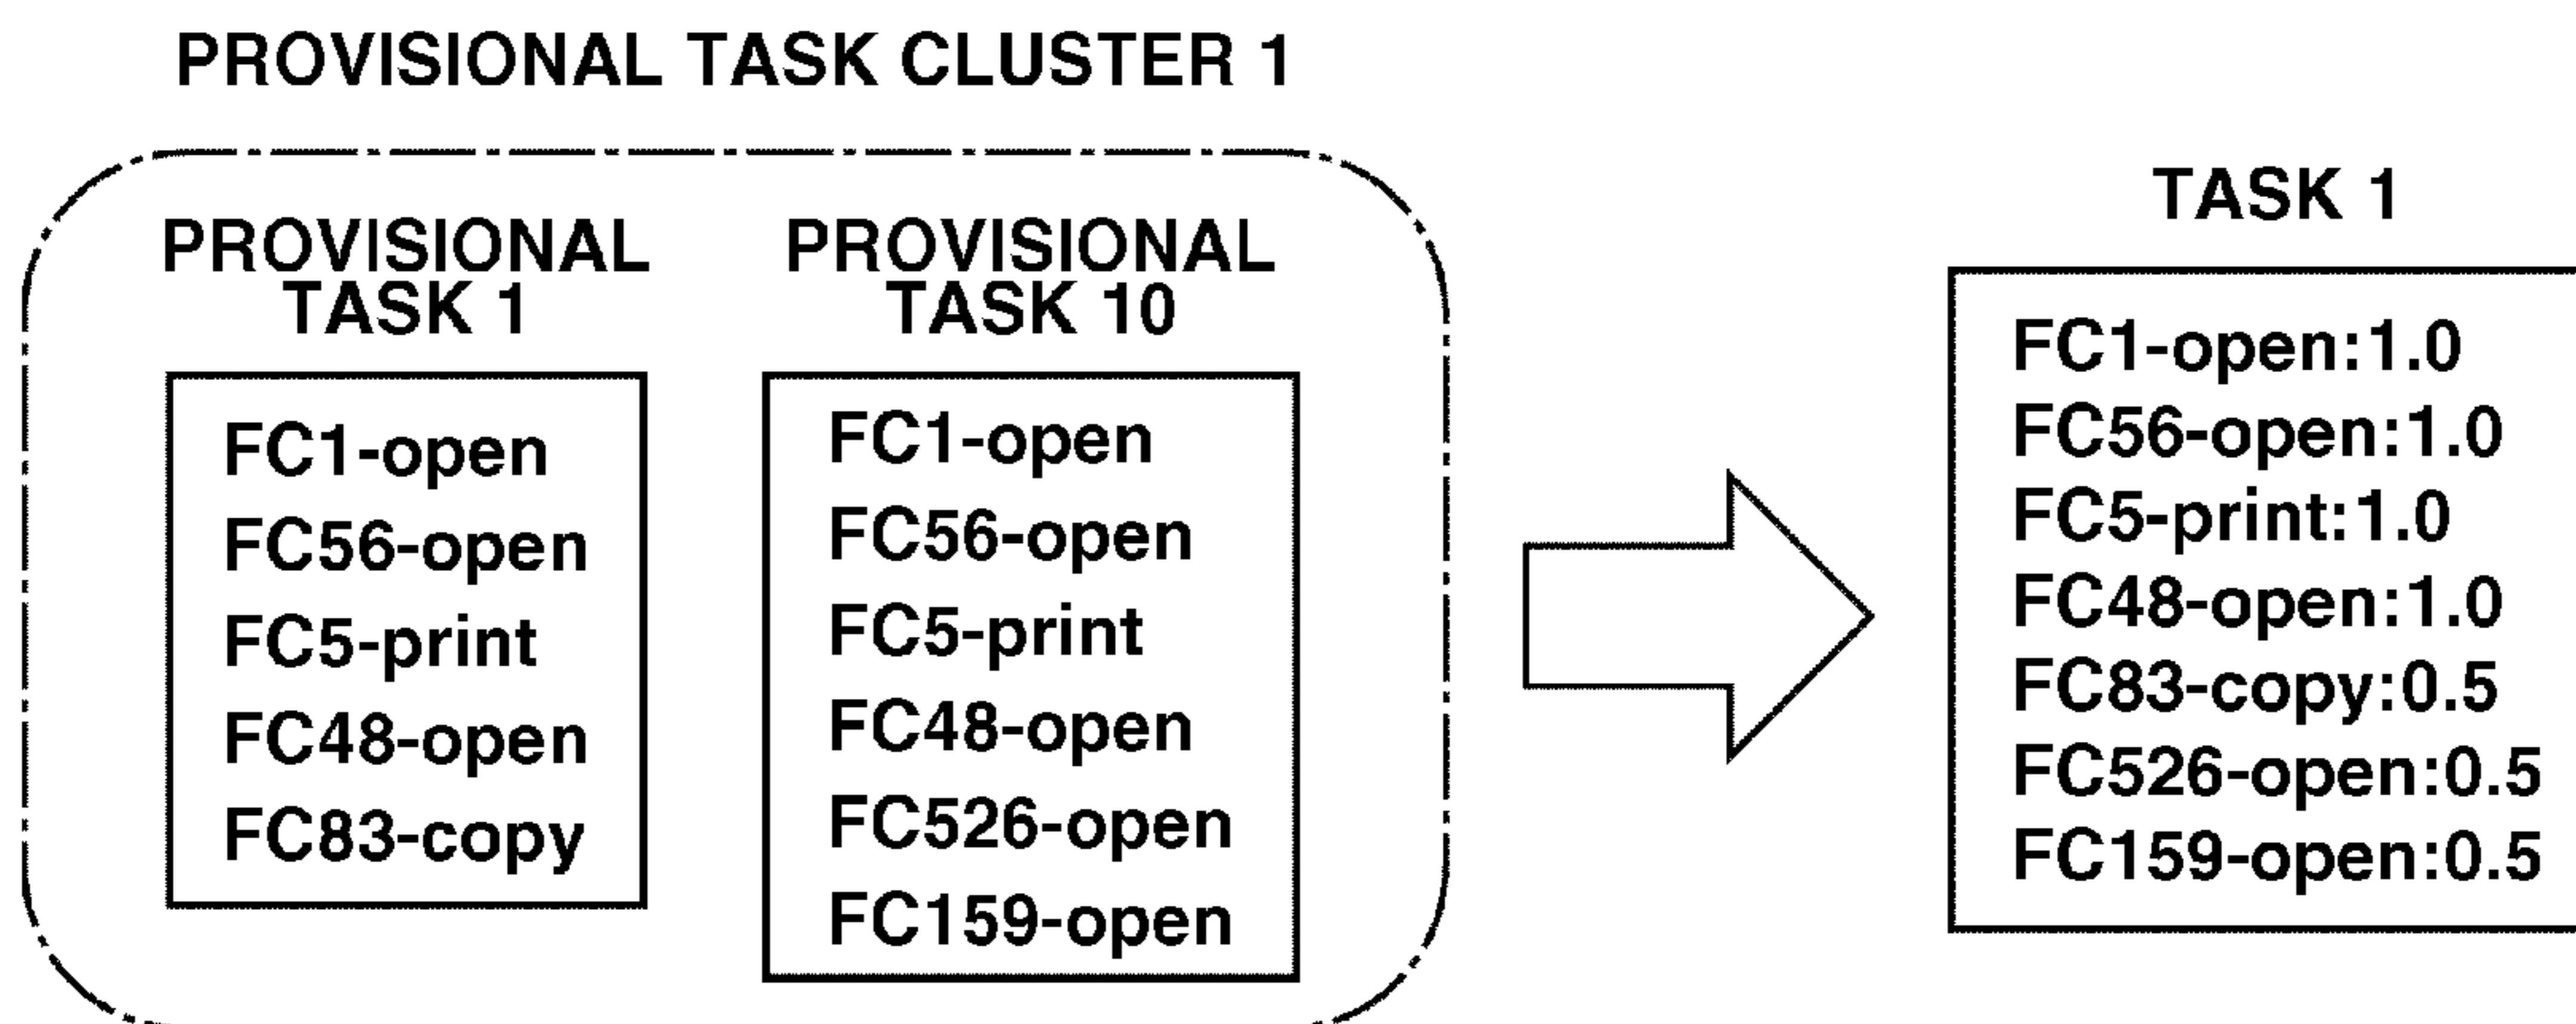 PROVISIONAL TASK CLUSTER 1
PROVISIONAL
TASK 1
FC1-open
FC56-open
FC5-print
FC48-open
FC83-copy
PROVISIONAL
TASK 10
FC1-open
FC56-open
FC5-print
FC48-open
FC526-open
FC159-open
TASK 1
FC1-open:1.0
FC56-open:1.0
FC5-print:1.0
FC48-open:1.0
FC83-copy:0.5
FC526-open:0.5
FC159-open:0.5